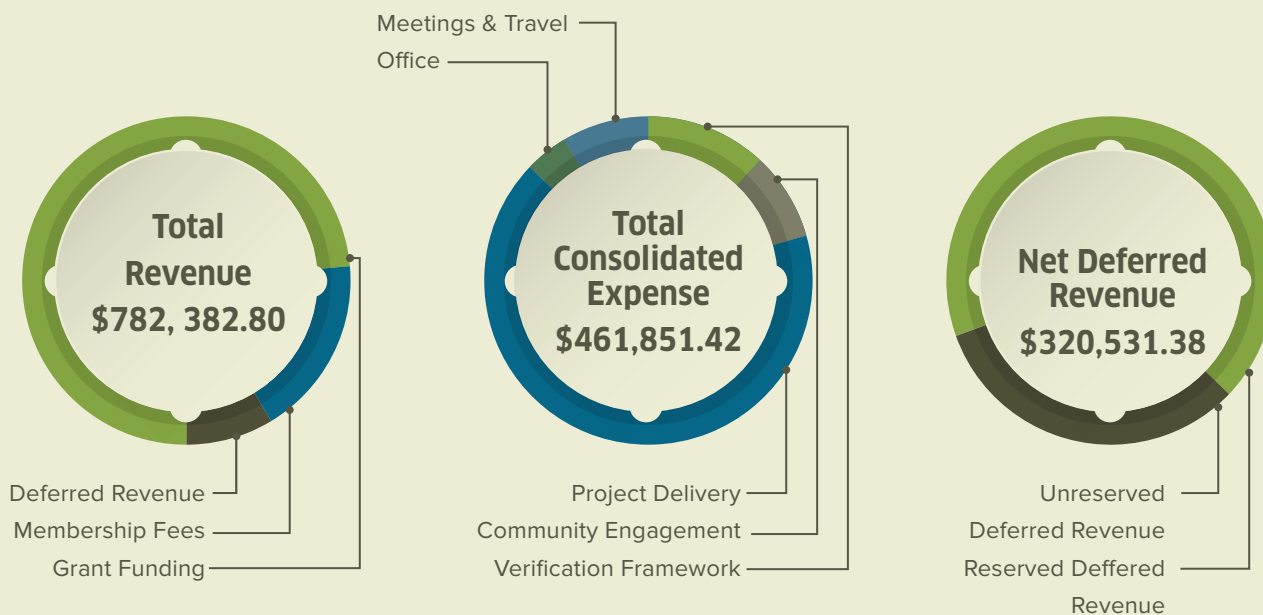 Meetings & Travel
Office
Total
Revenue
$782, 382.80
Deferred Revenue
Membership Fees
Grant Funding
Total
Consolidated
Expense
$461,851.42
Project Delivery
Community Engagement
Verification Framework
Net Deferred
Revenue
$320,531.38
Unreserved
Deferred Revenue
Reserved Deffered
Revenue